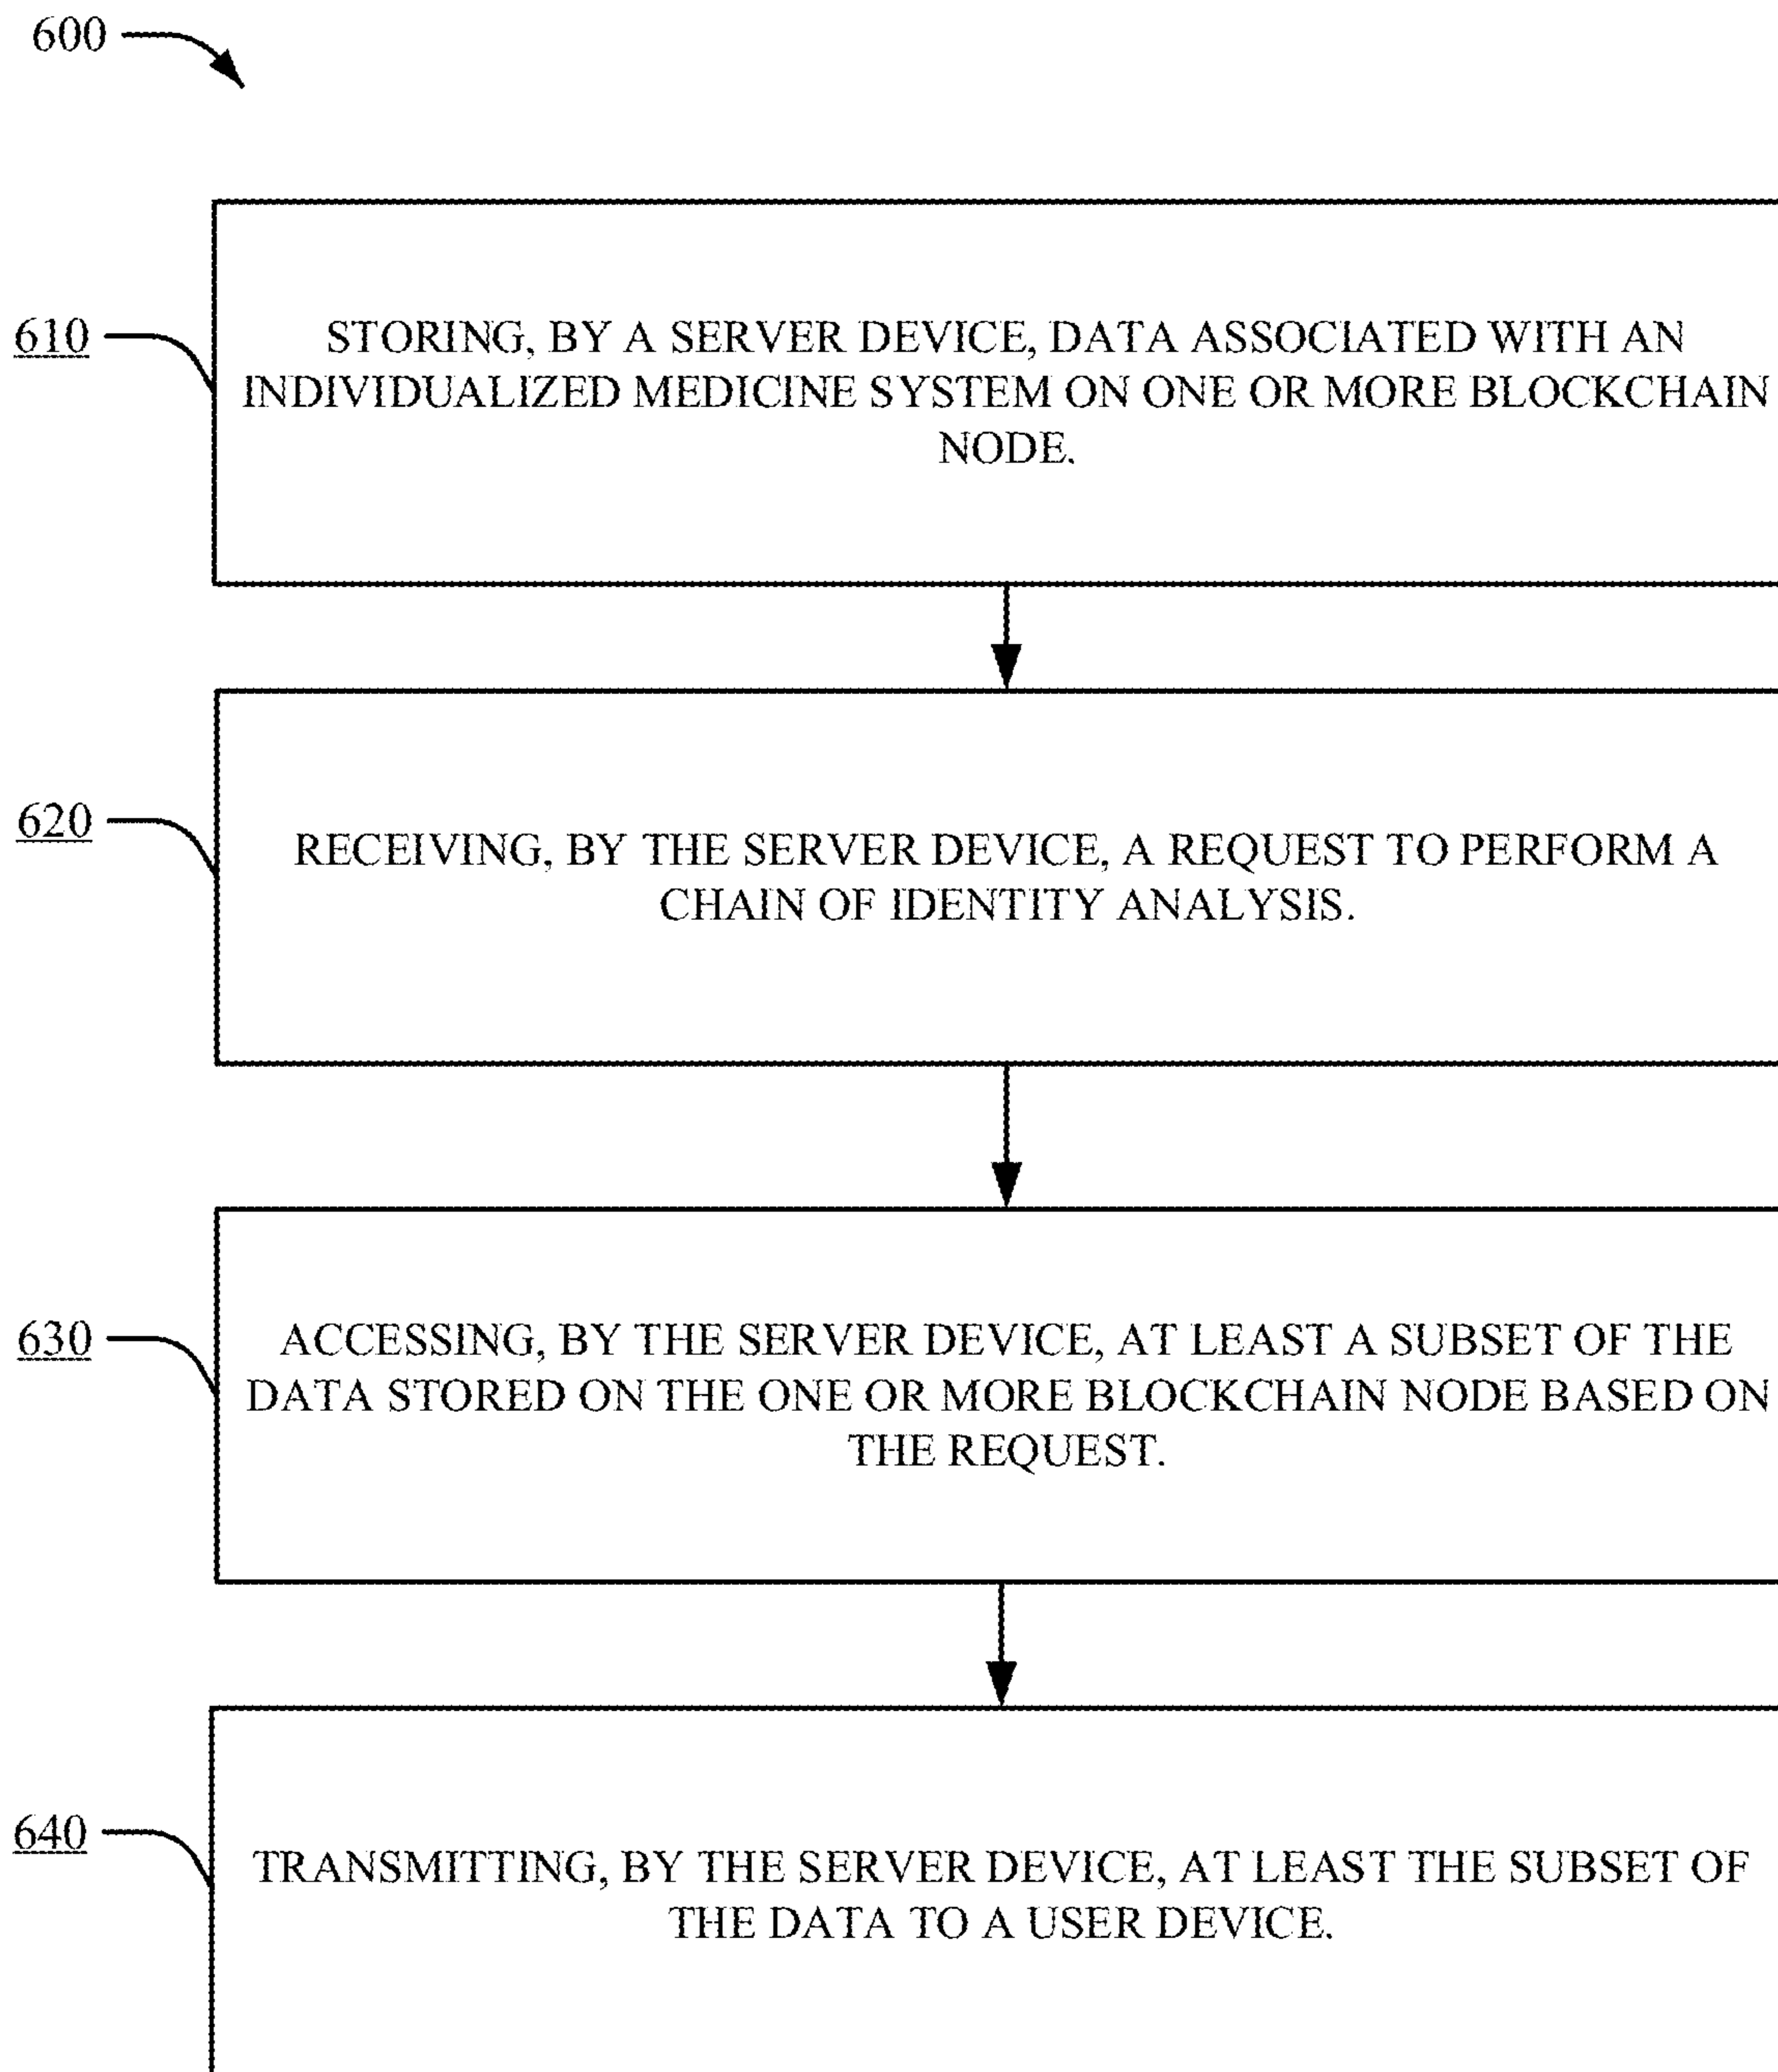 600
610
STORING, BY A SERVER DEVICE, DATA ASSOCIATED WITH AN
INDIVIDUALIZED MEDICINE SYSTEM ON ONE OR MORE BLOCKCHAIN
NODE.
620
RECEIVING, BY THE SERVER DEVICE, A REQUEST TO PERFORM A
CHAIN OF IDENTITY ANALYSIS.
630
ACCESSING, BY THE SERVER DEVICE, AT LEAST A SUBSET OF THE
DATA STORED ON THE ONE OR MORE BLOCKCHAIN NODE BASED ON
THE REQUEST.
640
TRANSMITTING, BY THE SERVER DEVICE, AT LEAST THE SUBSET OF
THE DATA TO A USER DEVICE.